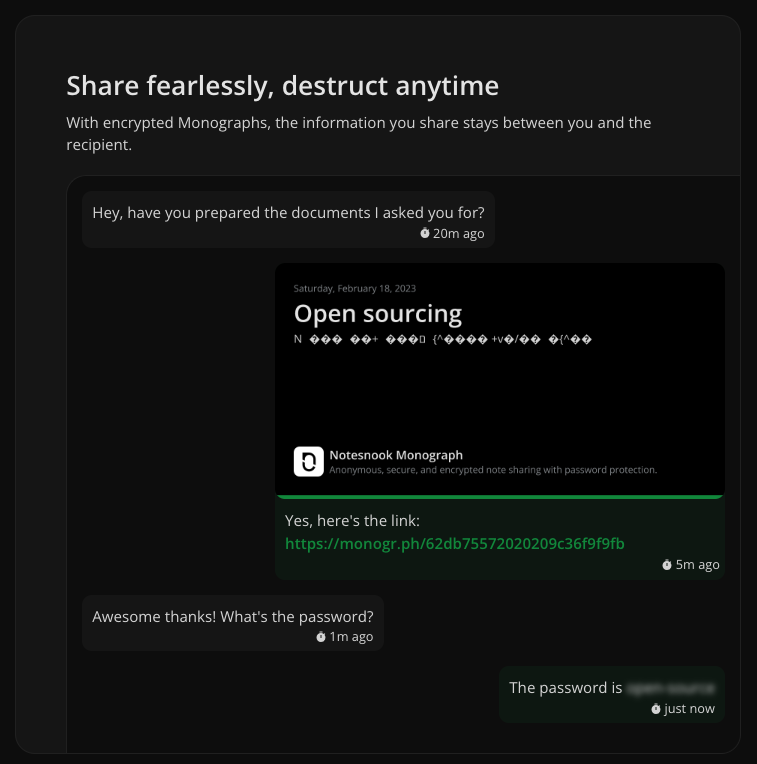 Share fearlessly, destruct anytime
With encrypted Monographs, the information you share stays between you and the
recipient.
Hey, have you prepared the documents I asked you for?
20m ago
Saturday, February 18, 2023
Open sourcing
N ��� ��+ ���ם {^���� +v�/�� �{^��
Notesnook Monograph
Anonymous, secure, and encrypted note sharing with password protection.
Yes, here's the link:
https://monogr.ph/62db75572020209c36f9f9fb
5m ago
Awesome thanks! What's the password?
1m ago
The password is
just now